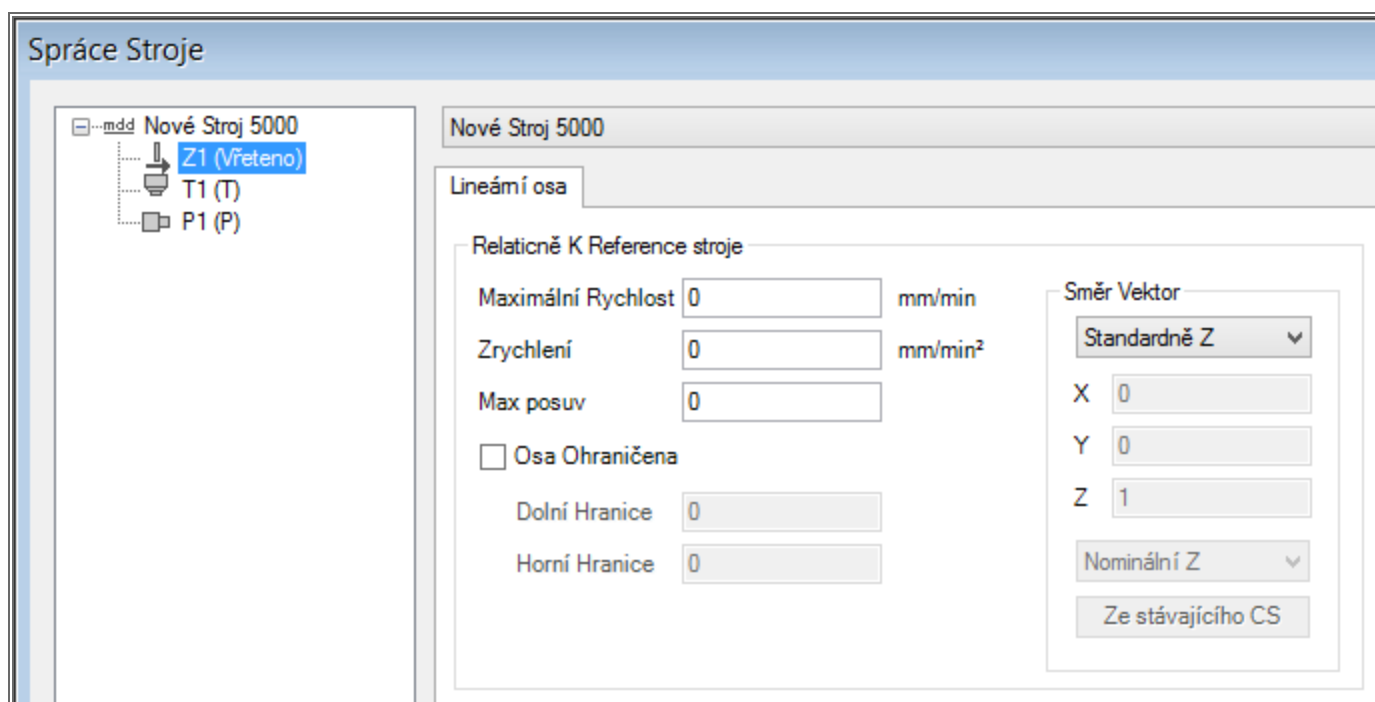 Spráce Stroje
mdd Nové Stroj 5000
Z1 (Vřeteno)
T1 (T)
P1 (P)
Nové Stroj 5000
Lineární osa
Relaticně K Reference stroje
Maximální Rychlost 0 mm/min
Zrychlení 0 mm/min²
Max posuv 0
Osa Ohraničena
Dolní Hranice 0
Horní Hranice 0
Směr Vektor
Standardně Z
X 0
Y 0
Z 1
Nominální Z
Ze stávajícího CS